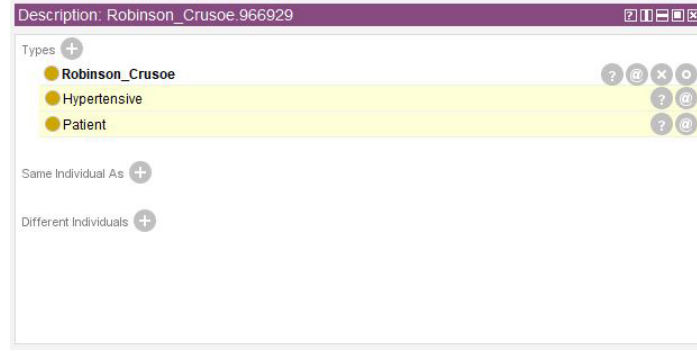 Description: Robinson_Crusoe.966929
Types
Robinson_Crusoe
Hypertensive
Patient
Same Individual As
Different Individuals